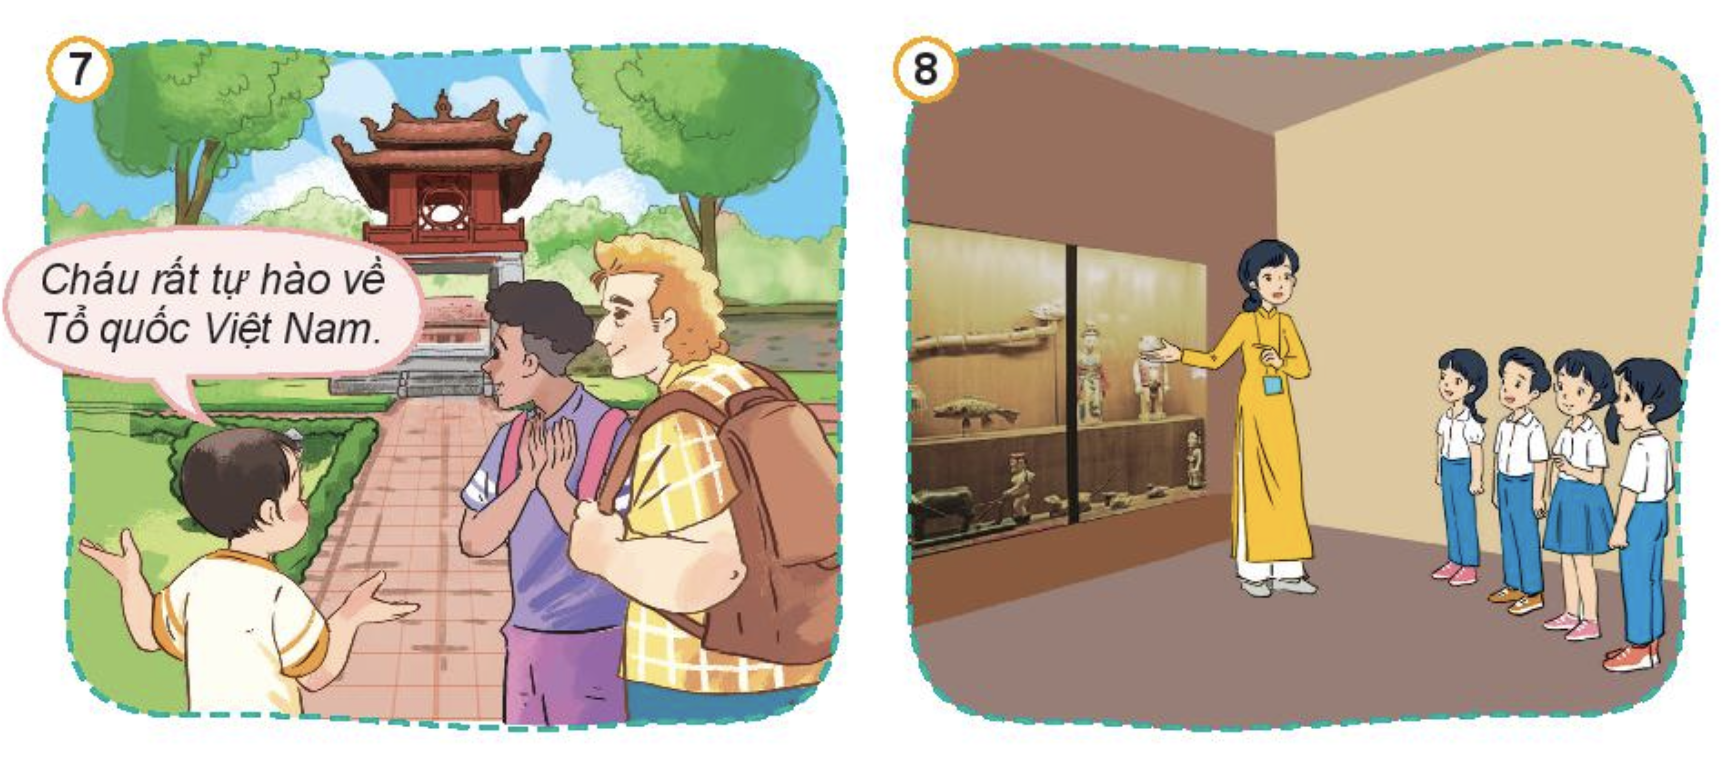 7
8
Cháu rất tự hào về
Tổ quốc Việt Nam.